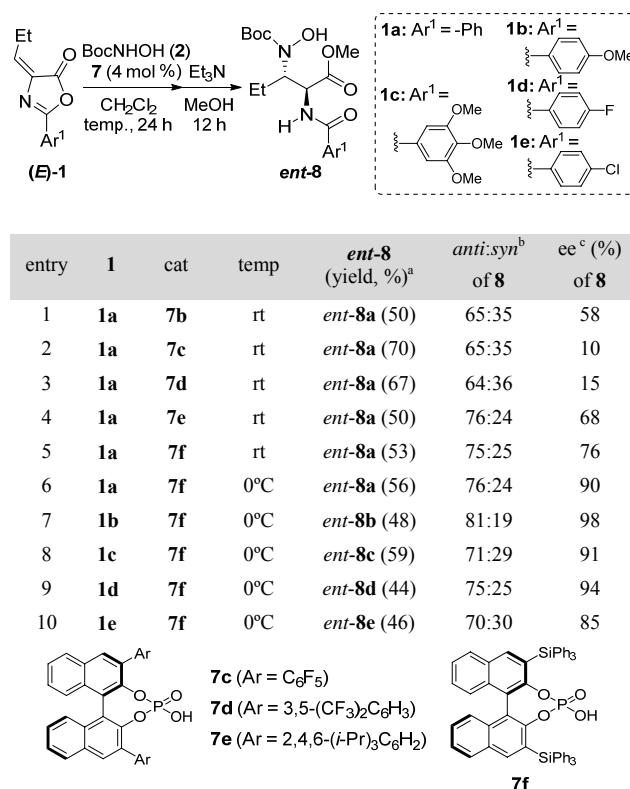 Et
O
N
O
Ar1
(E)-1
BocNHOH (2)
7 (4 mol %) Et3N
CH2Cl2 MeOH
temp., 24 h 12 h
Boc N OH
OMe
Et
O
H N O
Ar1
ent-8
1a: Ar1 = -Ph
1b: Ar1 =
OMe
1c: Ar1 =
OMe
OMe
OMe
1d: Ar1 =
F
1e: Ar1 =
Cl
entry 1 cat temp ent-8 (yield, %)a anti:synb of 8 eec (%) of 8
1 1a 7b rt ent-8a (50) 65:35 58
2 1a 7c rt ent-8a (70) 65:35 10
3 1a 7d rt ent-8a (67) 64:36 15
4 1a 7e rt ent-8a (50) 76:24 68
5 1a 7f rt ent-8a (53) 75:25 76
6 1a 7f 0ºC ent-8a (56) 76:24 90
7 1b 7f 0ºC ent-8b (48) 81:19 98
8 1c 7f 0ºC ent-8c (59) 71:29 91
9 1d 7f 0ºC ent-8d (44) 75:25 94
10 1e 7f 0ºC ent-8e (46) 70:30 85
Ar
O O
P
O OH
Ar
7c (Ar = C6F5)
7d (Ar = 3,5-(CF3)2C6H3)
7e (Ar = 2,4,6-(i-Pr)3C6H2)
SiPh3
O O
P
O OH
SiPh3
7f